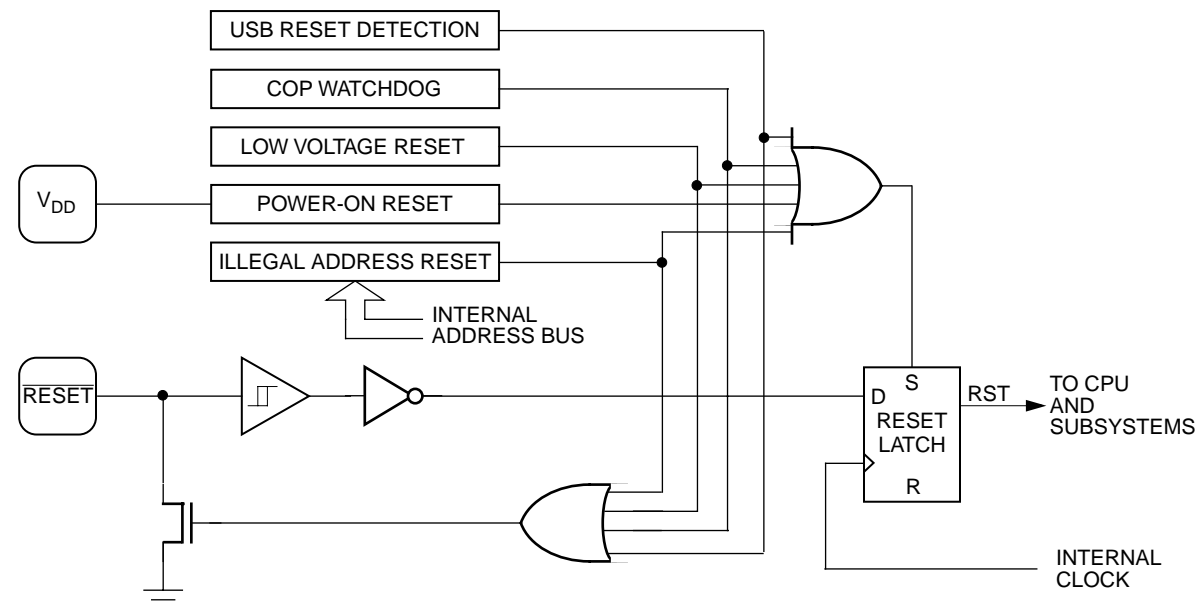 USB RESET DETECTION
COP WATCHDOG
LOW VOLTAGE RESET
VDD
POWER-ON RESET
ILLEGAL ADDRESS RESET
INTERNAL
ADDRESS BUS
RESET
D
S
RESET
LATCH
R
RST
TO CPU
AND
SUBSYSTEMS
INTERNAL
CLOCK